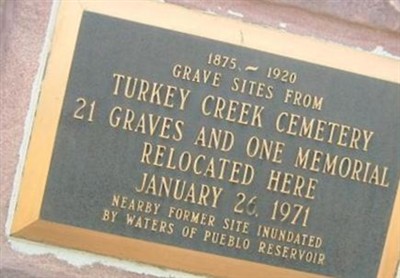 1875 ~ 1920
GRAVE SITES FROM
TURKEY CREEK CEMETERY
21 GRAVES AND ONE MEMORIAL
RELOCATED HERE
JANUARY 26, 1971
NEARBY FORMER SITE INUNDATED
BY WATERS OF PUEBLO RESERVOIR